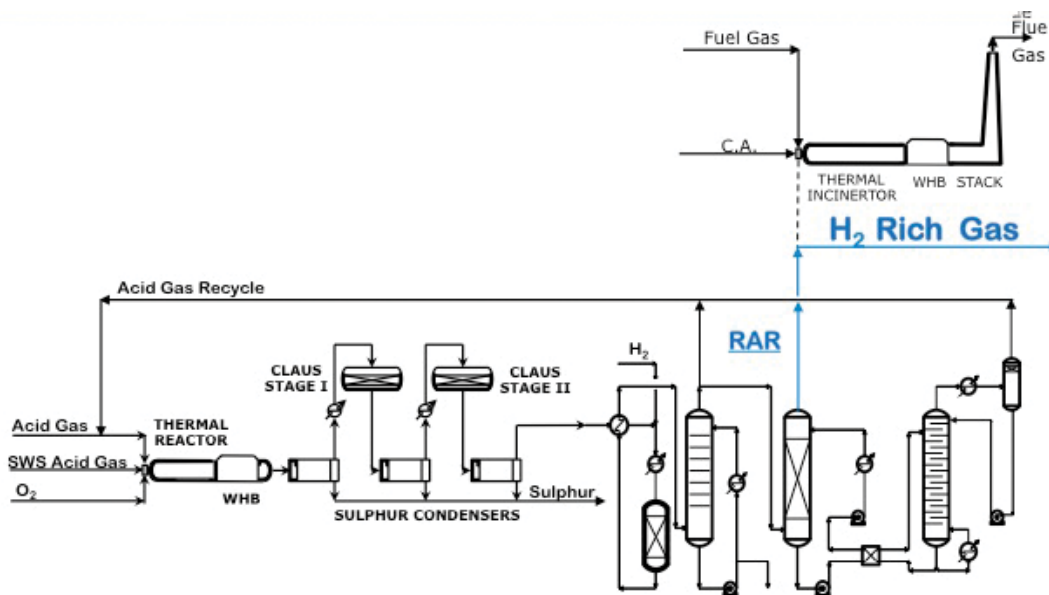 Flue
Gas
Fuel Gas
C.A.
THERMAL
INCINERTOR
WHB
STACK
H₂ Rich Gas
Acid Gas Recycle
RAR
H₂
CLAUS
STAGE I
CLAUS
STAGE II
THERMAL
REACTOR
Acid Gas
SWS Acid Gas
O₂
WHB
Sulphur
SULPHUR CONDENSERS